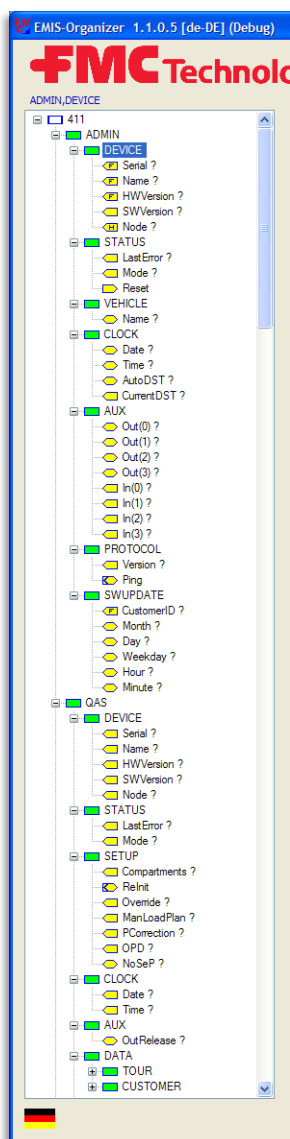 EMIS-Organizer 1.1.0.5 [de-DE] (Debug)
FMC Technolo
ADMIN,DEVICE
411
ADMIN
DEVICE
F Serial ?
F Name ?
F HWVersion ?
SWVersion ?
H Node ?
STATUS
LastError ?
Mode ?
Reset
VEHICLE
Name ?
CLOCK
Date ?
Time ?
AutoDST ?
CurrentDST ?
AUX
Out(0) ?
Out(1) ?
Out(2) ?
Out(3) ?
In(0) ?
In(1) ?
In(2) ?
In(3) ?
PROTOCOL
Version ?
Ping
SWUPDATE
F CustomerID ?
Month ?
Day ?
Weekday ?
Hour ?
Minute ?
QAS
DEVICE
Serial ?
Name ?
HWVersion ?
SWVersion ?
Node ?
STATUS
LastError ?
Mode ?
SETUP
Compartments ?
ReInit
Override ?
ManLoadPlan ?
PCorrection ?
OPD ?
NoSeP ?
CLOCK
Date ?
Time ?
AUX
OutRelease ?
DATA
TOUR
CUSTOMER